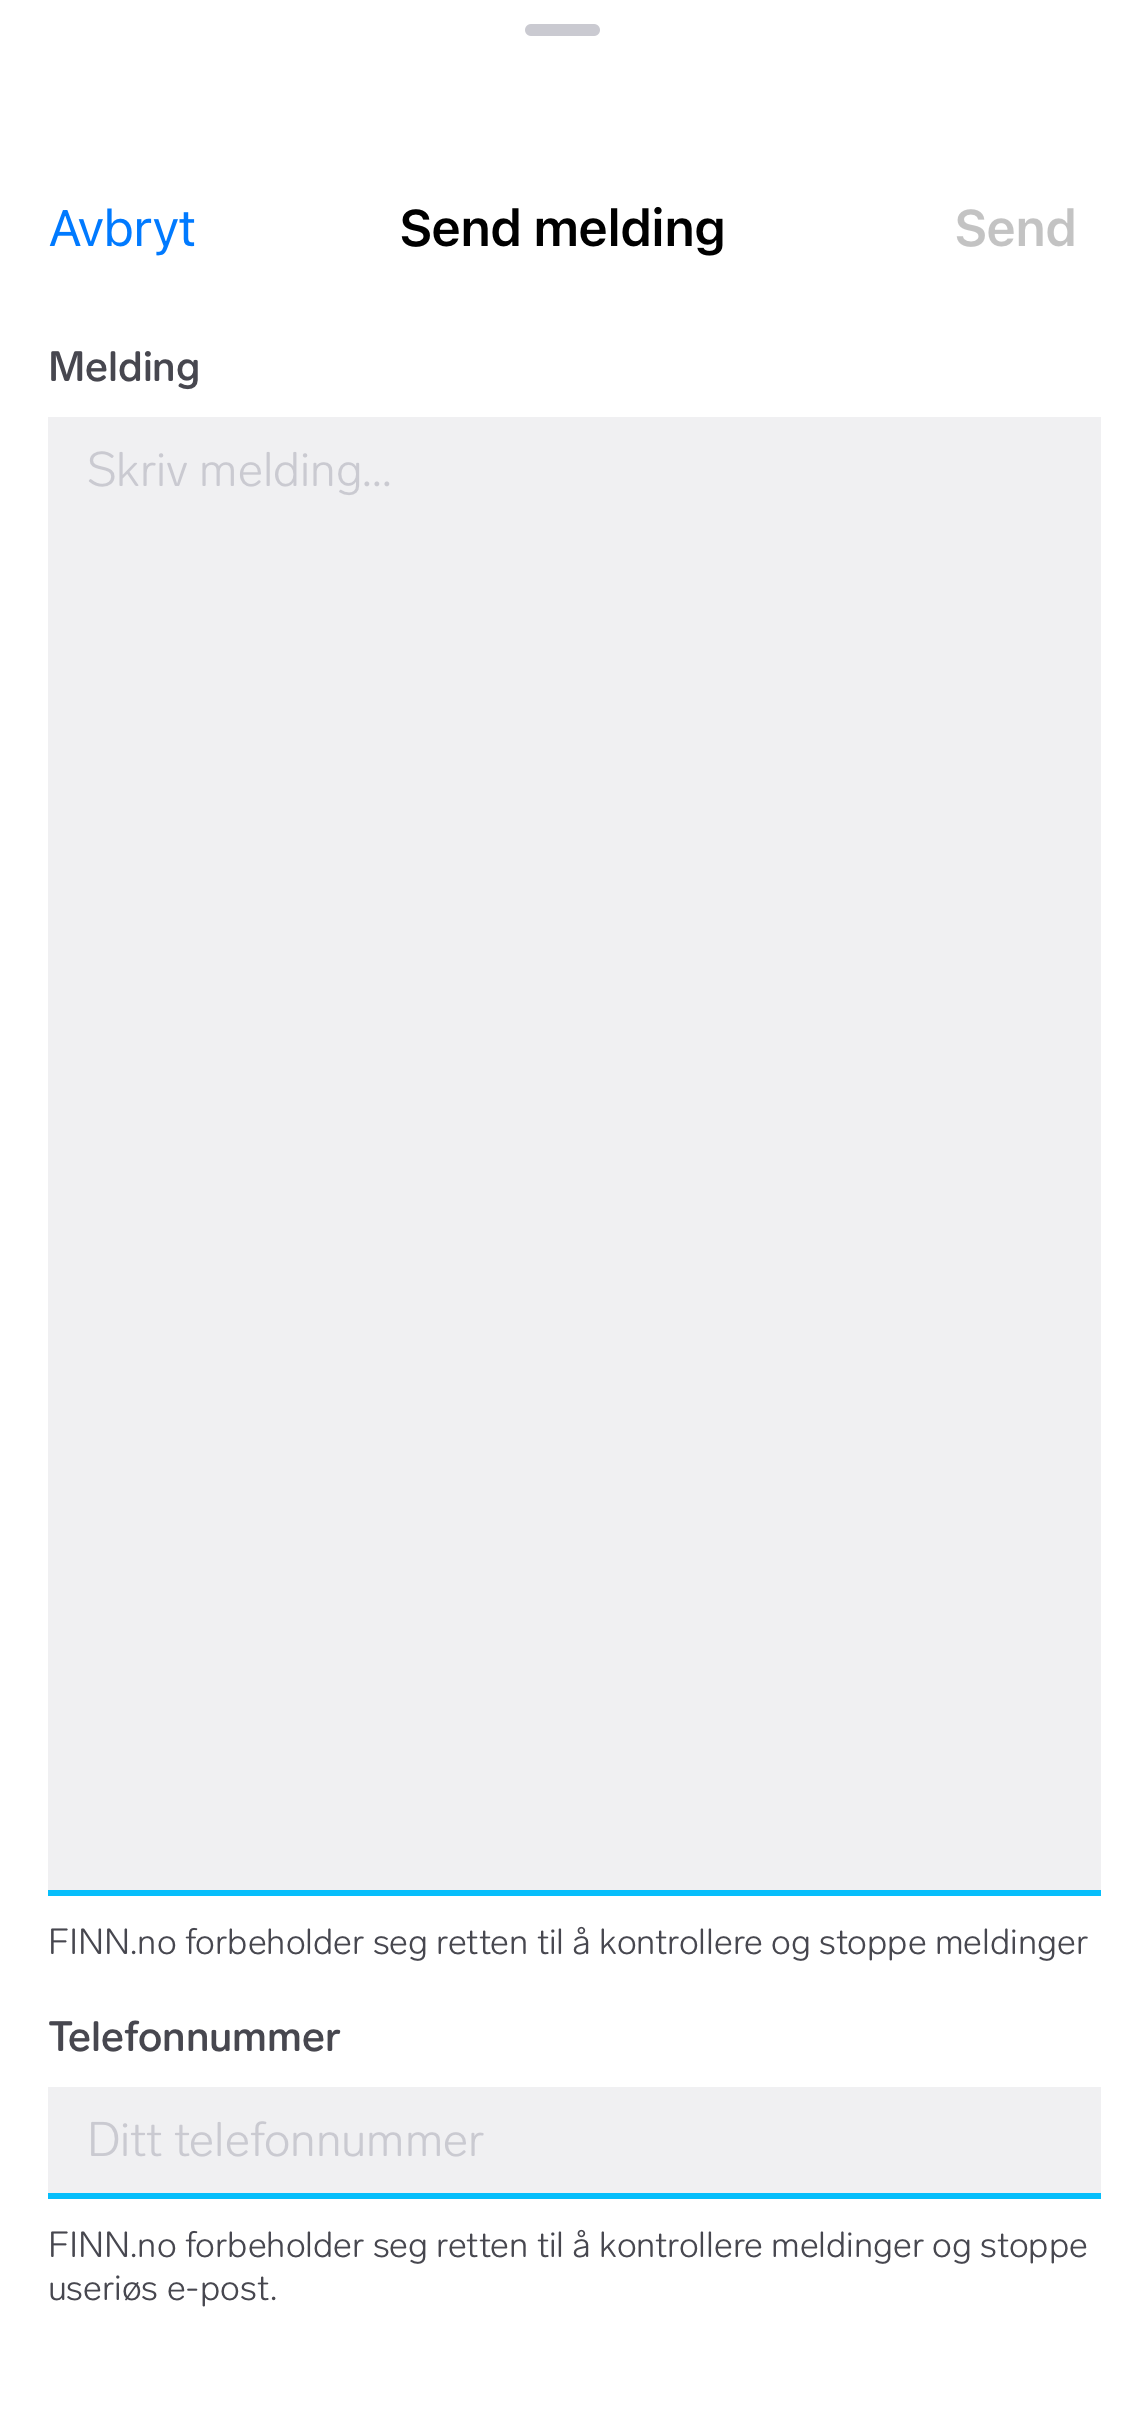 Avbryt Send melding Send
Melding
Skriv melding...
FINN.no forbeholder seg retten til å kontrollere og stoppe meldinger
Telefonnummer
Ditt telefonnummer
FINN.no forbeholder seg retten til å kontrollere meldinger og stoppe
useriøs e-post.